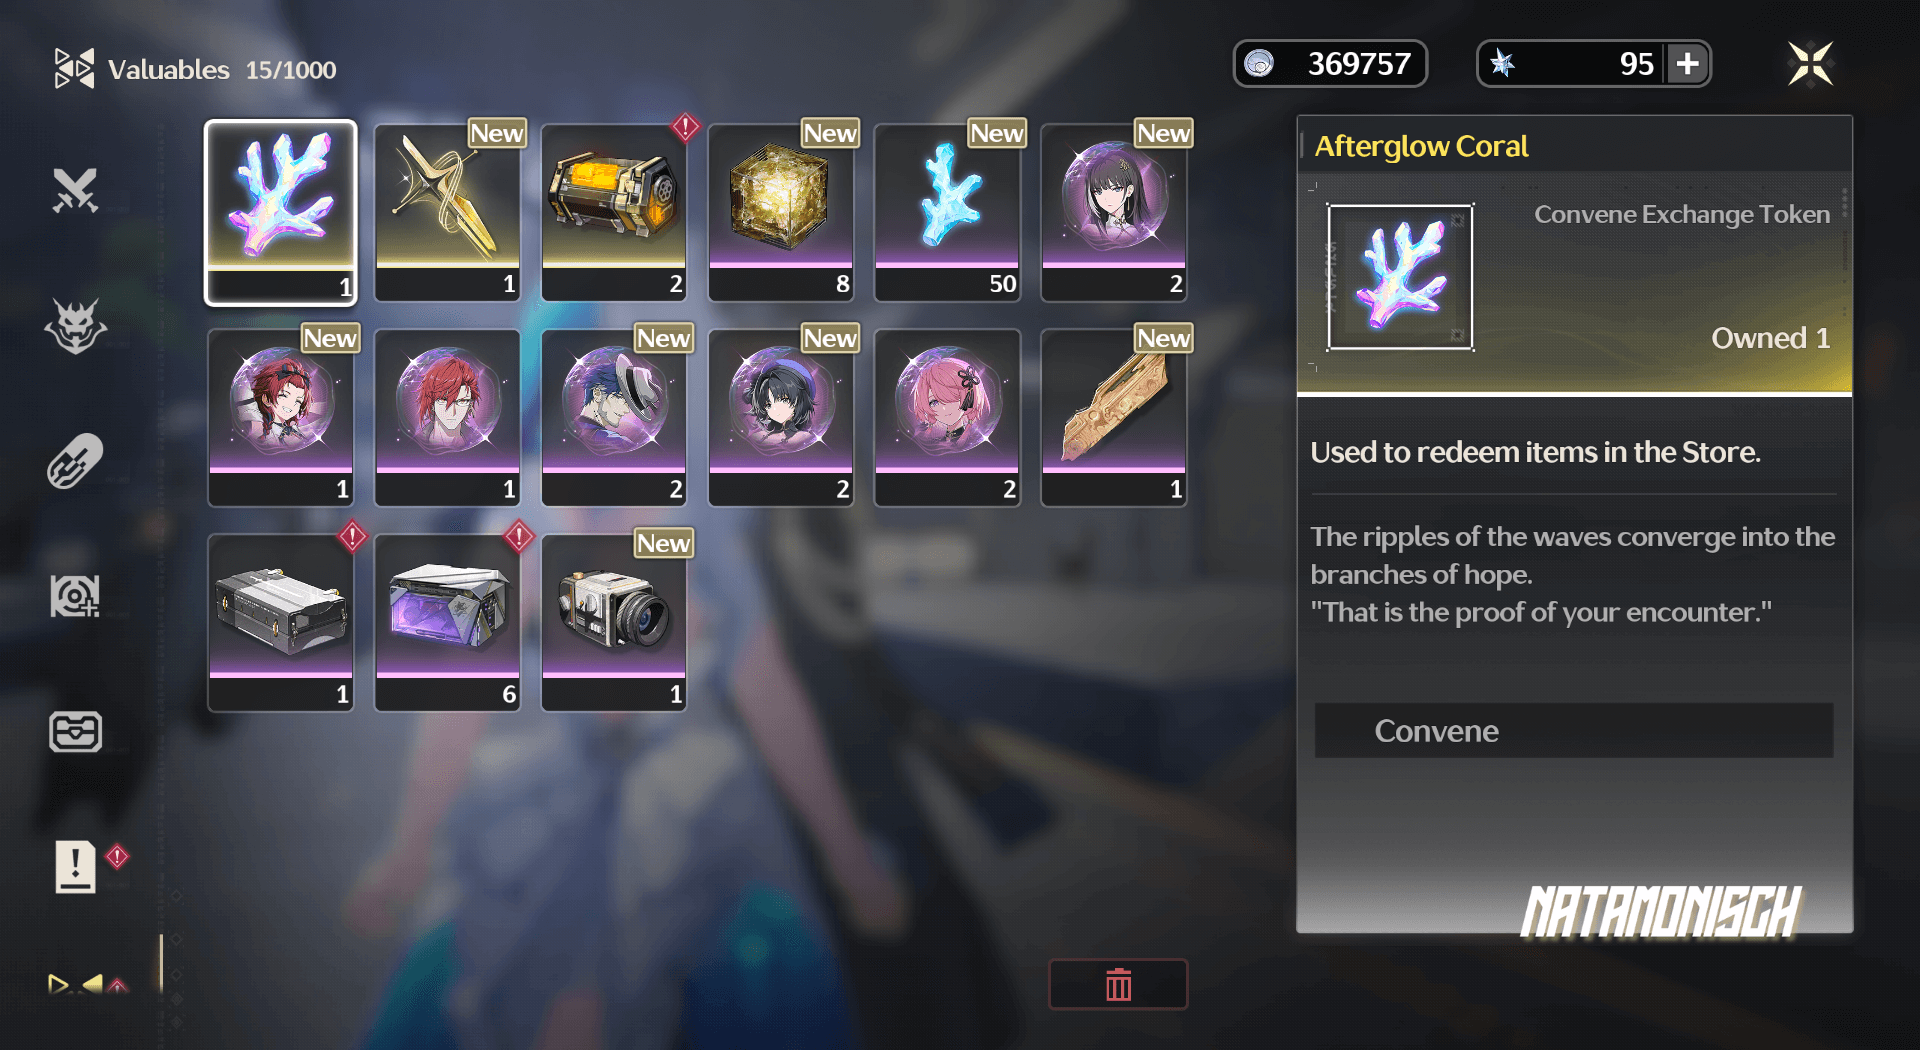 Valuables 15/1000
369757
95
New
New
New
New
1
1
2
8
50
2
New
New
New
New
1
1
2
2
2
1
New
1
6
1
Afterglow Coral
Convene Exchange Token
Owned 1
Used to redeem items in the Store.
The ripples of the waves converge into the
branches of hope.
"That is the proof of your encounter."
Convene
NATAMONISCH